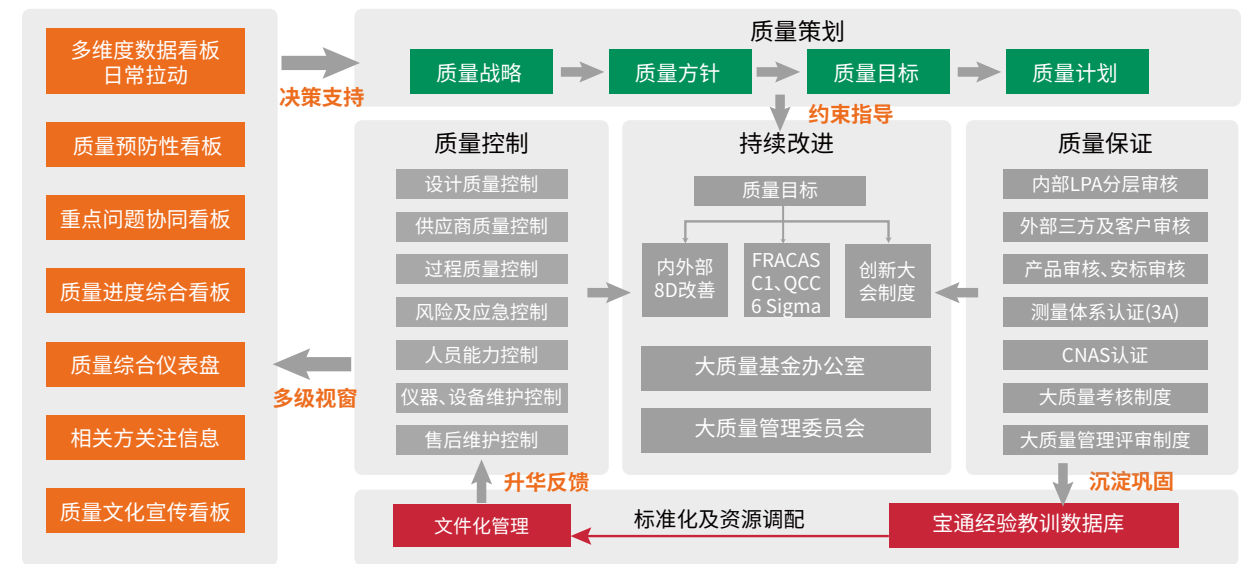 多维度数据看板
日常拉动
质量预防性看板
重点问题协同看板
质量进度综合看板
质量综合仪表盘
相关方关注信息
质量文化宣传看板
决策支持
多级视窗
质量策划
质量战略
质量方针
质量目标
质量计划
约束指导
质量控制
设计质量控制
供应商质量控制
过程质量控制
风险及应急控制
人员能力控制
仪器、设备维护控制
售后维护控制
持续改进
质量目标
内外部
8D改善
FRACAS
C1、QCC
6 Sigma
创新大
会制度
大质量基金办公室
大质量管理委员会
质量保证
内部LPA分层审核
外部三方及客户审核
产品审核、安标审核
测量体系认证(3A)
CNAS认证
大质量考核制度
大质量管理评审制度
升华反馈
沉淀巩固
文件化管理
标准化及资源调配
宝通经验教训数据库